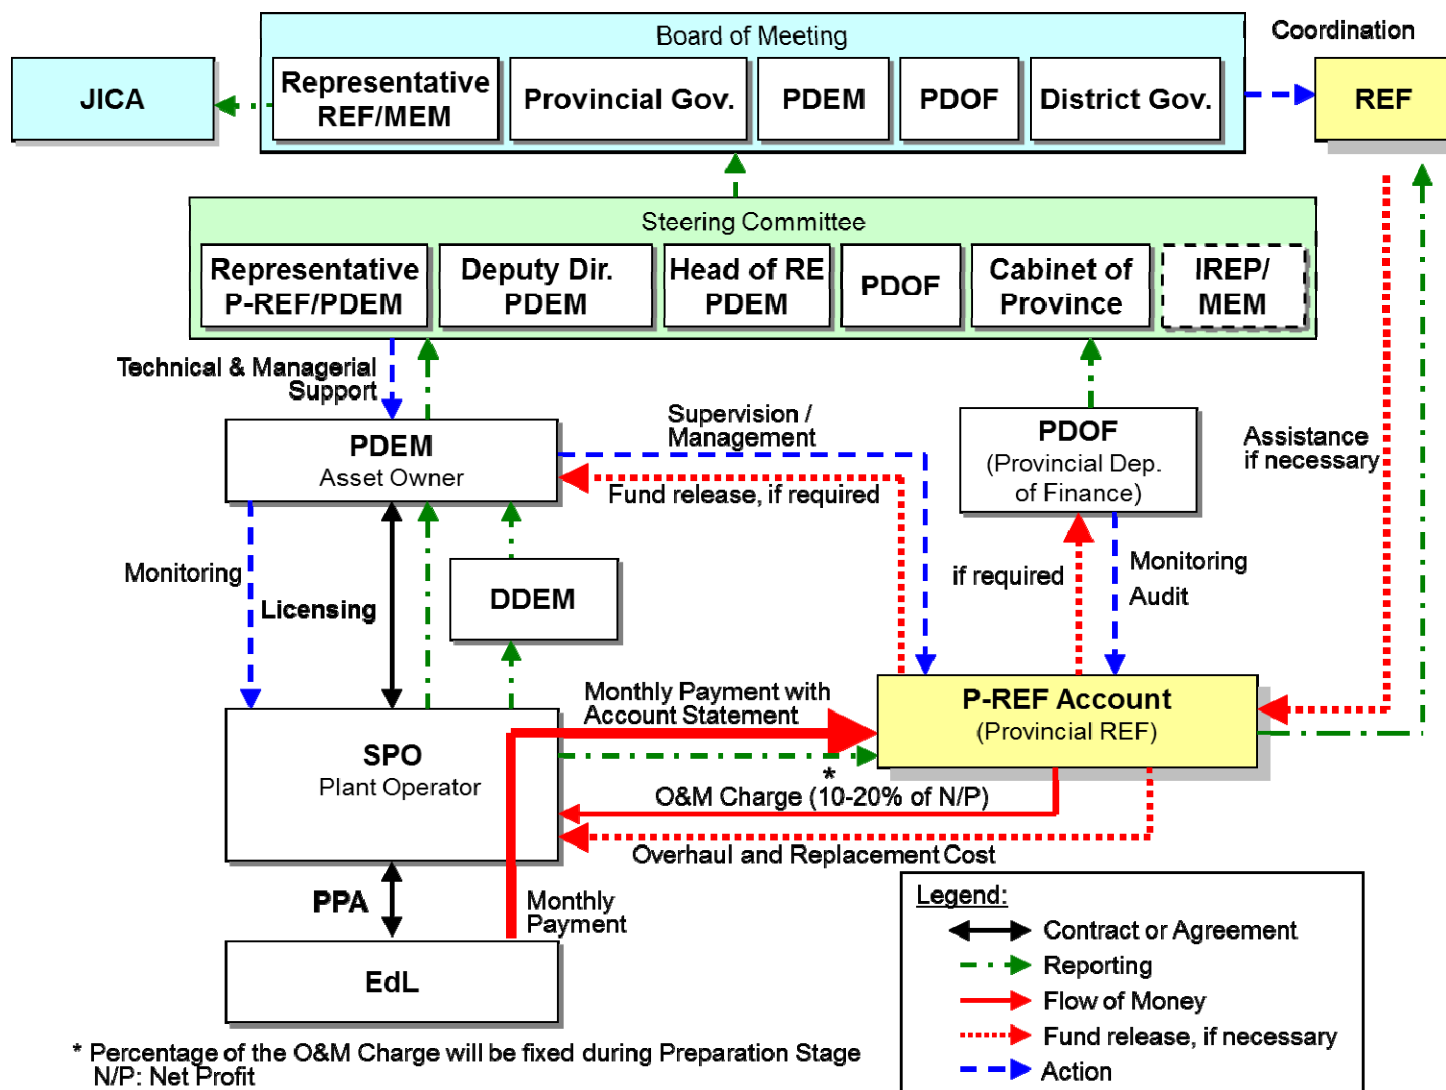 Board of Meeting
Coordination
JICA
Representative
REF/MEM
Provincial Gov.
PDEM
PDOF
District Gov.
REF
Steering Committee
Representative
P-REF/PDEM
Deputy Dir.
PDEM
Head of RE
PDEM
PDOF
Cabinet of
Province
IREP/
MEM
Technical & Managerial
Support
PDEM
Asset Owner
Supervision /
Management
Fund release, if required
PDOF
(Provincial Dep.
of Finance)
Assistance
if necessary
Monitoring
Licensing
DDEM
if required
Monitoring
Audit
Monthly Payment with
Account Statement
P-REF Account
(Provincial REF)
SPO
Plant Operator
*
O&M Charge (10-20% of N/P)
Overhaul and Replacement Cost
PPA
Monthly
Payment
EdL
Legend:
Contract or Agreement
Reporting
Flow of Money
Fund release, if necessary
Action
* Percentage of the O&M Charge will be fixed during Preparation Stage
N/P: Net Profit